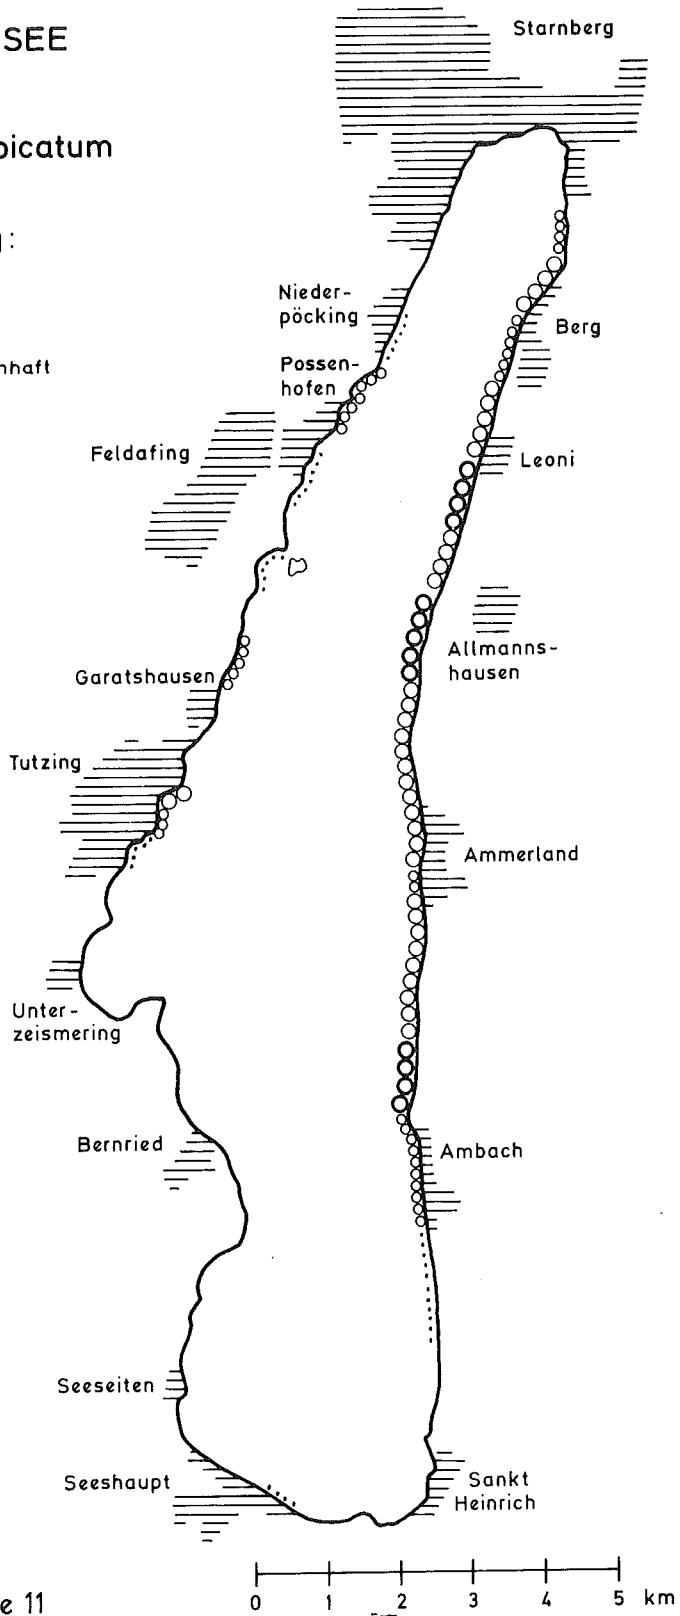 SEE
Starnberg
picatum
:
Nieder-
pöcking
Berg
nhaft
Possen-
hofen
Feldafing
Leoni
Allmanns-
hausen
Garatshausen
Tutzing
Ammerland
Unter-
zeismering
Bernried
Ambach
Seeseiten
Seeshaupt
Sankt
Heinrich
e 11
0 1 2 3 4 5 km